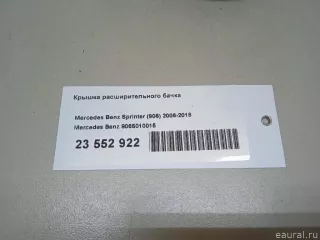 Крышка расширительного бачка
Mercedes Benz Sprinter (906) 2006-2018
Mercedes Benz 9065010015
23 552 922
eaural.ru